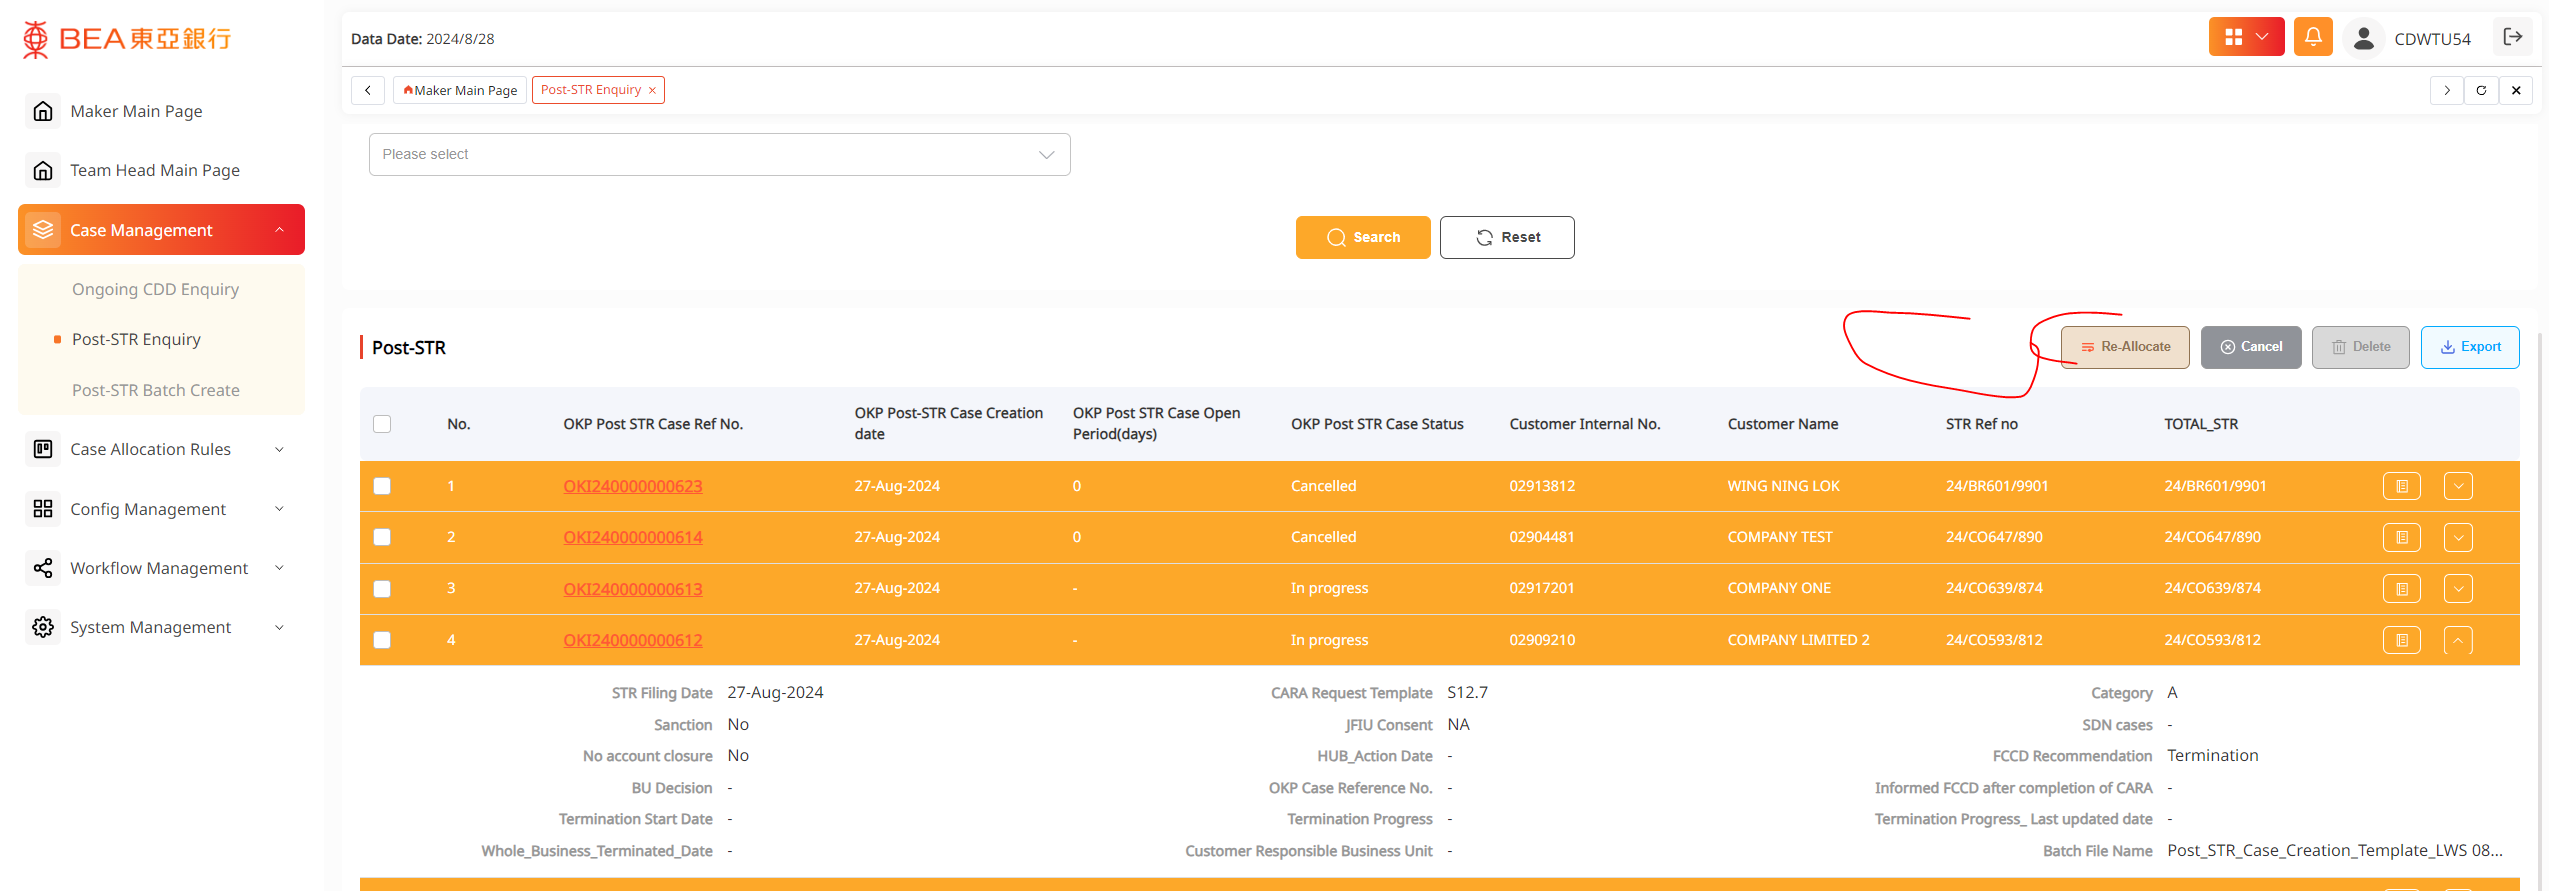 BEA東亞銀行
Data Date: 2024/8/28
CDWTU54
Maker Main Page
Post-STR Enquiry ×
Maker Main Page
Team Head Main Page
Case Management
Ongoing CDD Enquiry
Post-STR Enquiry
Post-STR Batch Create
Case Allocation Rules
Config Management
Workflow Management
System Management
Please select
Search
Reset
Post-STR
Re-Allocate
Cancel
Delete
Export
No. OKP Post STR Case Ref No. OKP Post-STR Case Creation date OKP Post STR Case Open Period(days) OKP Post STR Case Status Customer Internal No. Customer Name STR Ref no TOTAL_STR
1 OKI240000000623 27-Aug-2024 0 Cancelled 02913812 WING NING LOK 24/BR601/9901 24/BR601/9901
2 OKI240000000614 27-Aug-2024 0 Cancelled 02904481 COMPANY TEST 24/CO647/890 24/CO647/890
3 OKI240000000613 27-Aug-2024 - In progress 02917201 COMPANY ONE 24/CO639/874 24/CO639/874
4 OKI240000000612 27-Aug-2024 - In progress 02909210 COMPANY LIMITED 2 24/CO593/812 24/CO593/812
STR Filing Date 27-Aug-2024 CARA Request Template S12.7 Category A
Sanction No JFIU Consent NA SDN cases -
No account closure No HUB_Action Date - FCCD Recommendation Termination
BU Decision - OKP Case Reference No. - Informed FCCD after completion of CARA -
Termination Start Date - Termination Progress - Termination Progress_ Last updated date -
Whole_Business_Terminated_Date - Customer Responsible Business Unit - Batch File Name Post_STR_Case_Creation_Template_LWS 08...